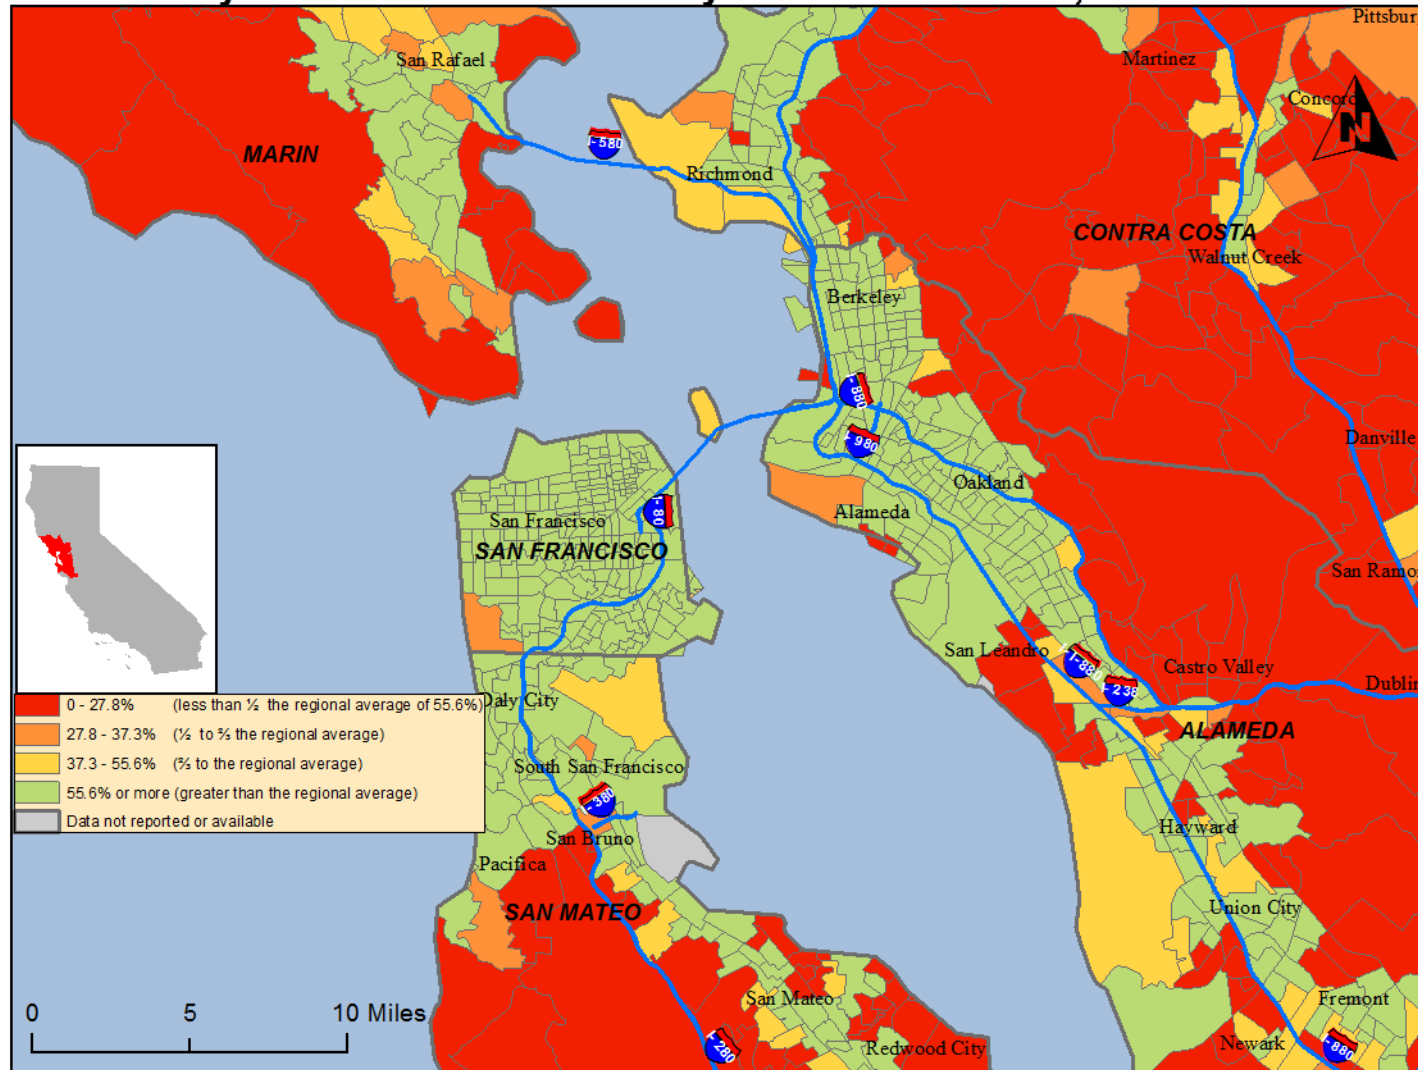 Pittsbur
San Rafael
Martinez
Concord
N
I-580
MARIN
Richmond
CONTRA COSTA
Walnut Creek
Berkeley
I-880
I-980
Danville
Oakland
San Francisco
I-80
Alameda
SAN FRANCISCO
San Ramo
San Leandro
I-880
I-238
Castro Valley
Dublin
Daly City
0 - 27.8% (less than ½ the regional average of 55.6%)
27.8 - 37.3% (½ to ⅔ the regional average)
37.3 - 55.6% (⅔ to the regional average)
55.6% or more (greater than the regional average)
Data not reported or available
ALAMEDA
South San Francisco
I-380
San Bruno
Hayward
Pacifica
SAN MATEO
Union City
San Mateo
Fremont
0 5 10 Miles
I-280
Redwood City
Newark
I-880